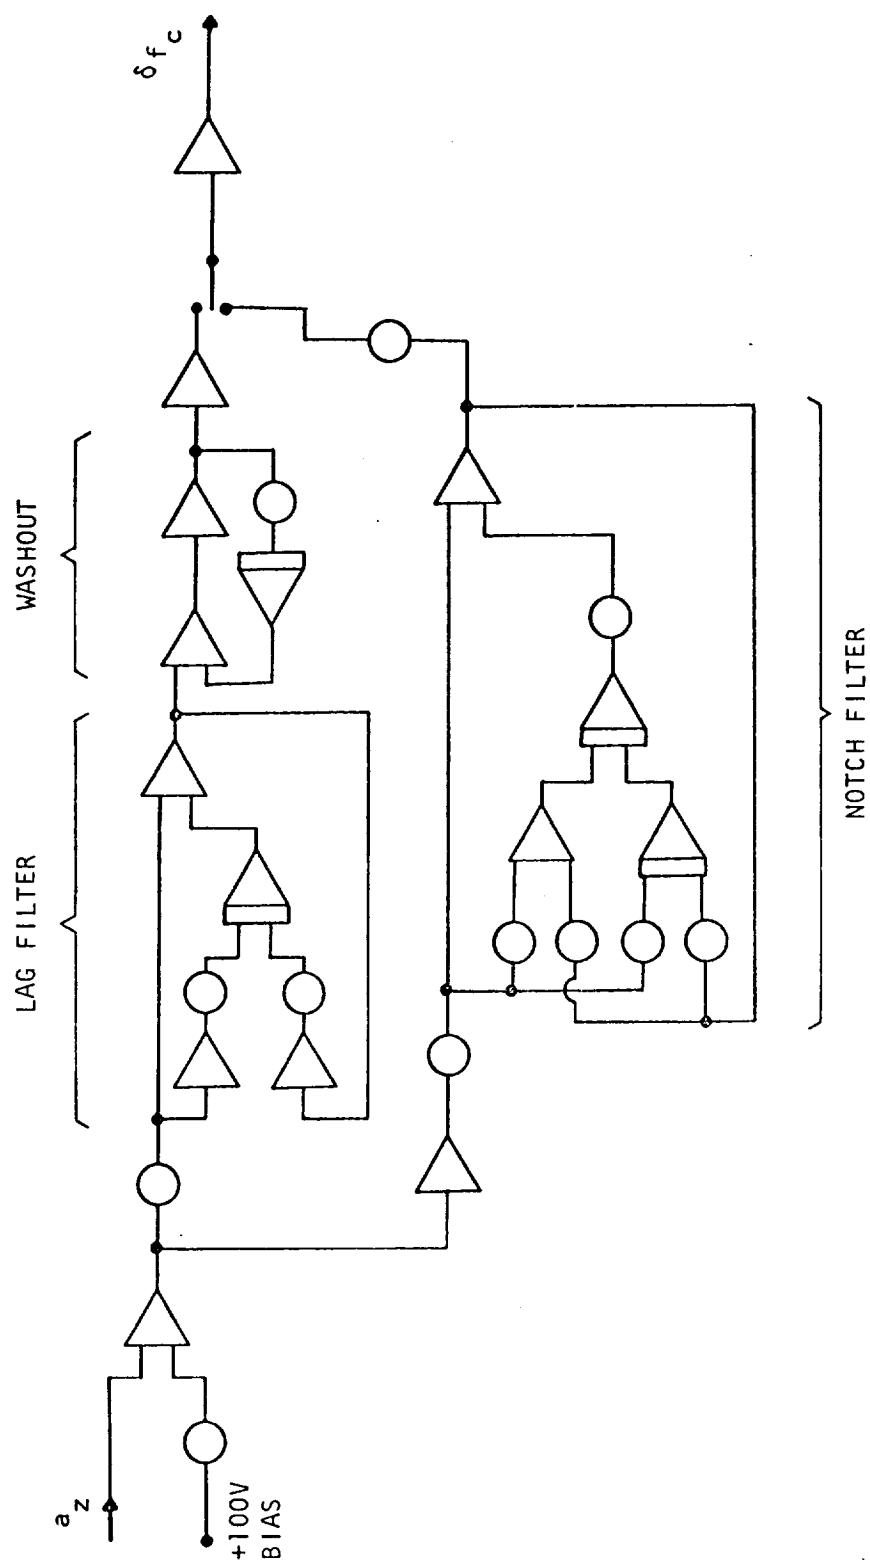 δfc
WASHOUT
LAG FILTER
NOTCH FILTER
az
+100V
BIAS